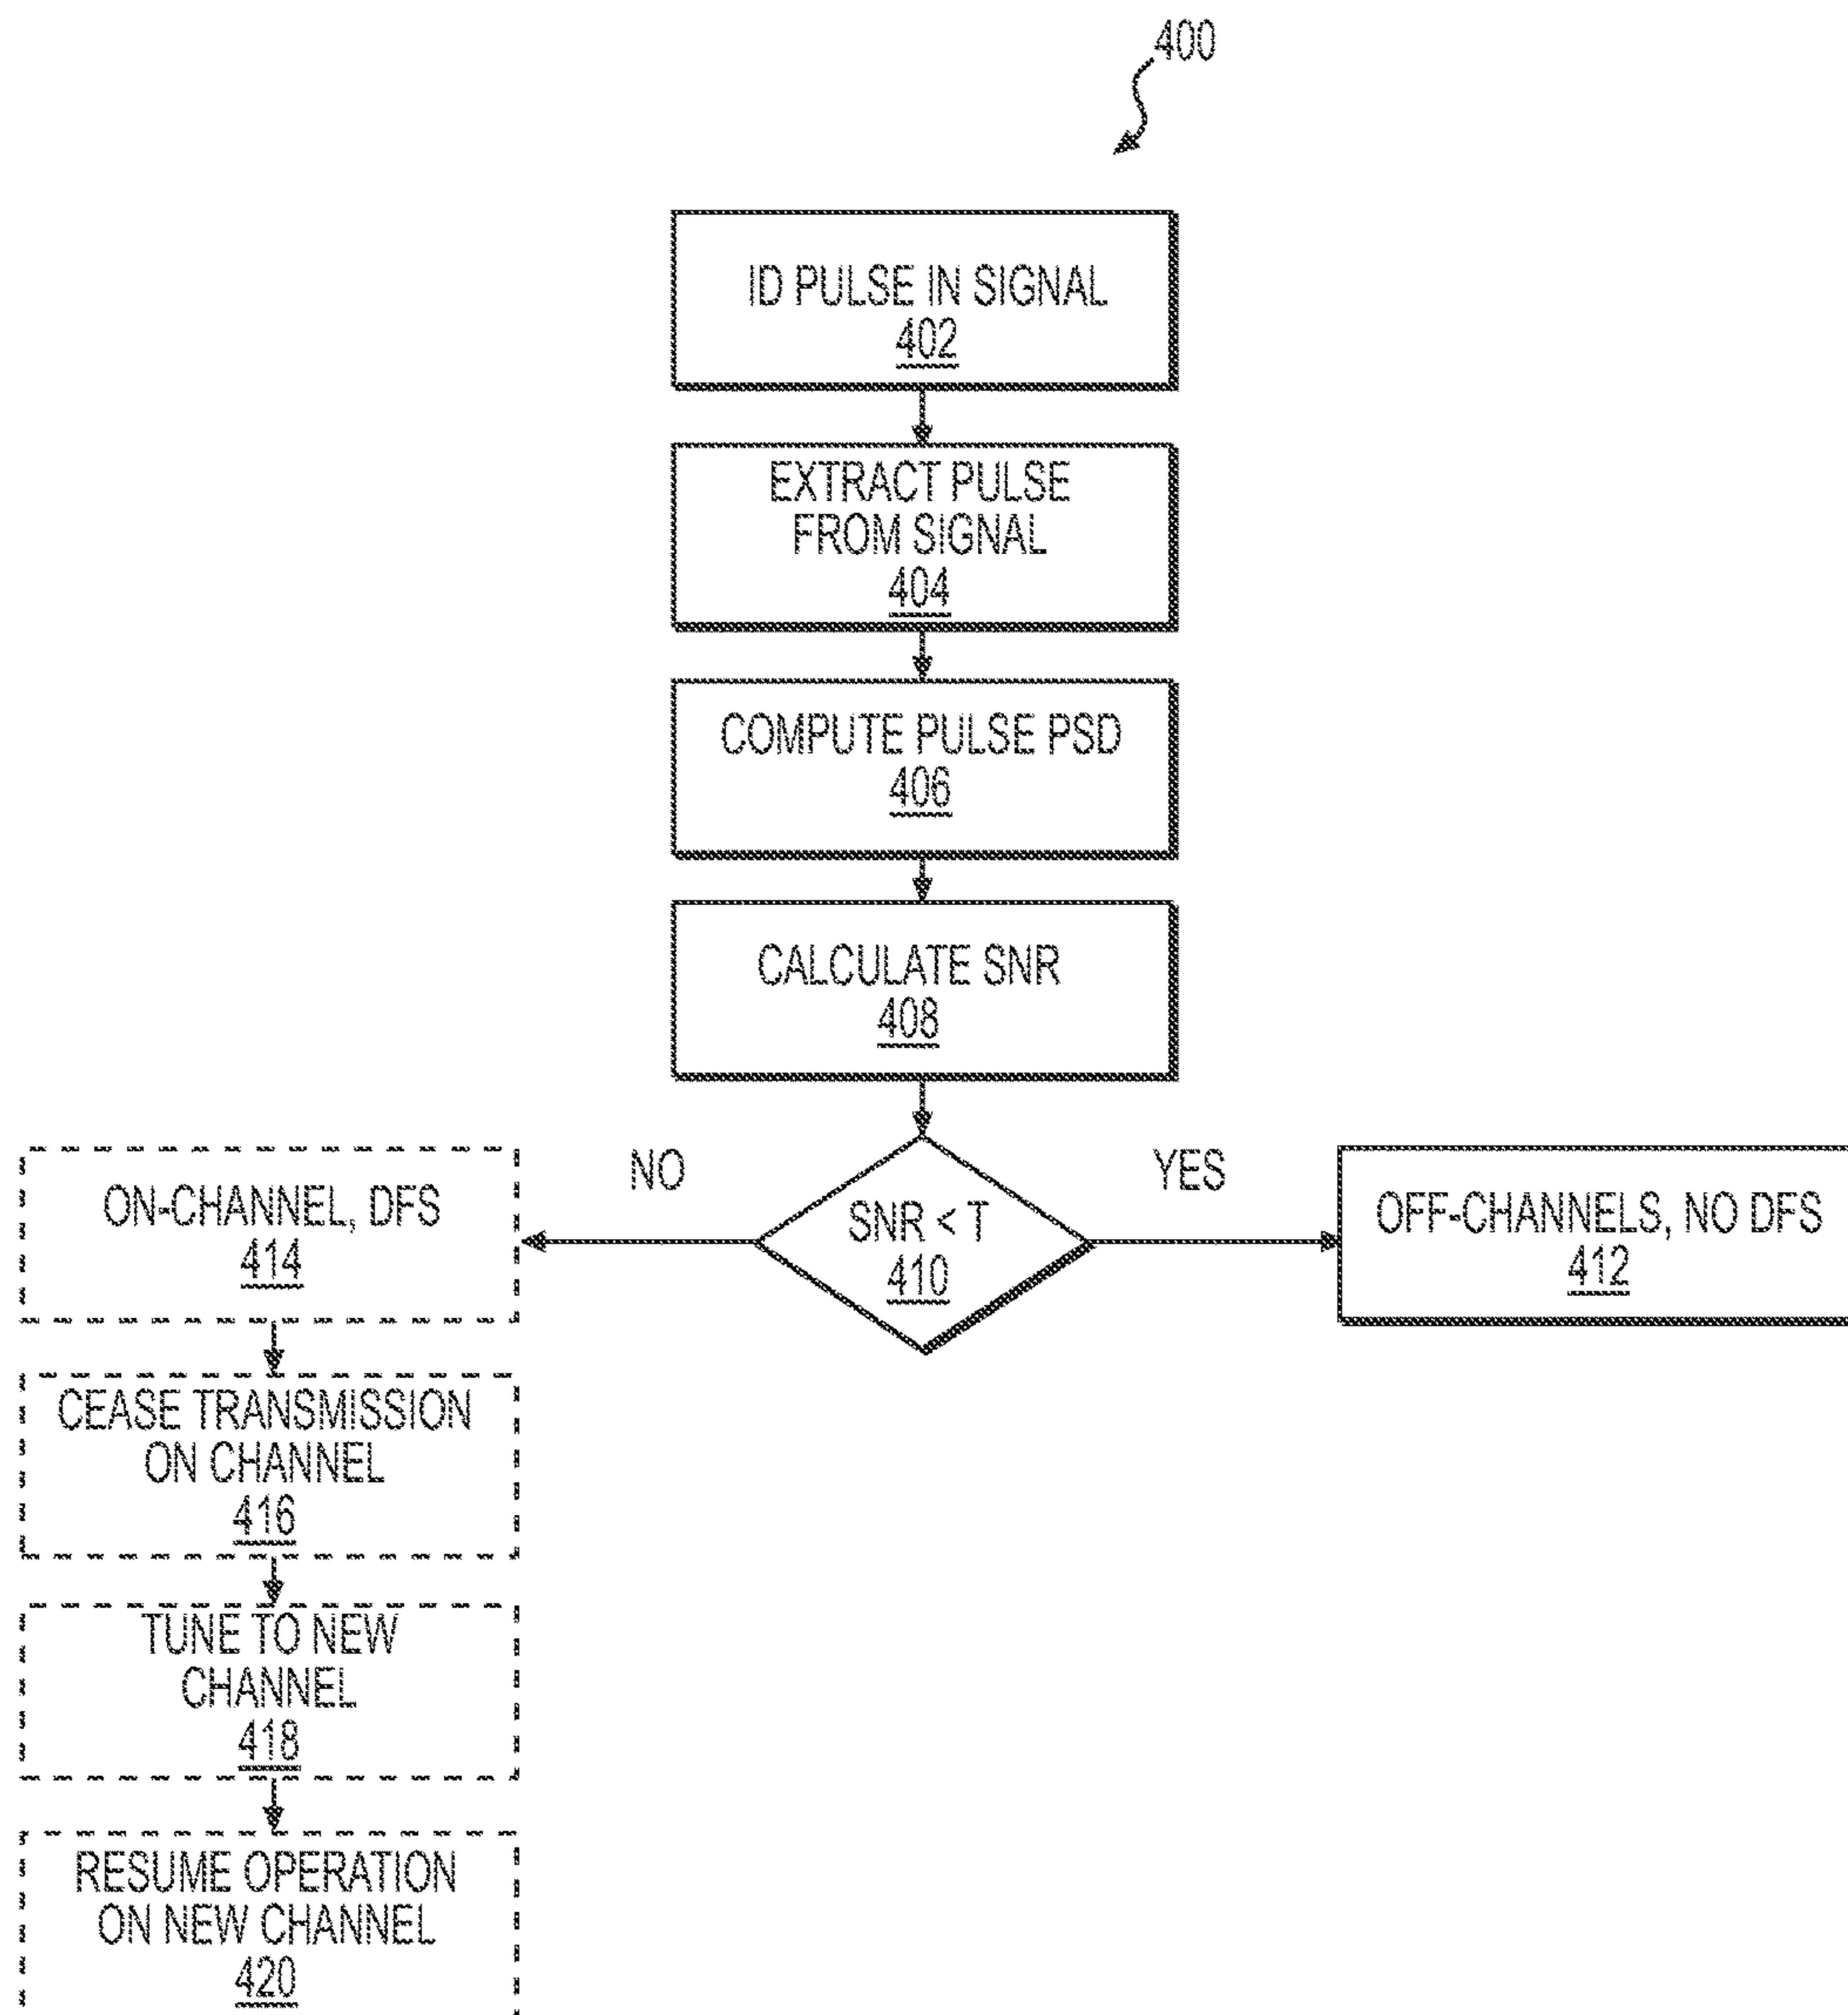 400
ID PULSE IN SIGNAL
402
EXTRACT PULSE
FROM SIGNAL
404
COMPUTE PULSE PSD
406
CALCULATE SNR
408
NO
YES
SNR < T
410
ON-CHANNEL, DFS
414
OFF-CHANNELS, NO DFS
412
CEASE TRANSMISSION
ON CHANNEL
416
TUNE TO NEW
CHANNEL
418
RESUME OPERATION
ON NEW CHANNEL
420